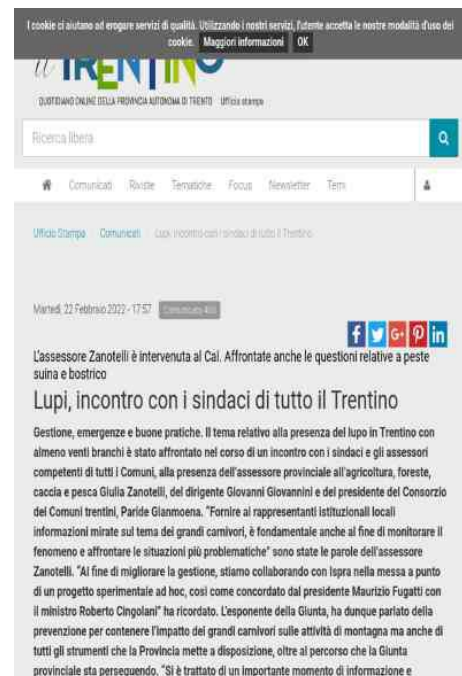 I cookie ci aiutano ad erogare servizi di qualità. Utilizzando i nostri servizi, l'utente accetta le nostre modalità d'uso dei
cookie. Maggiori informazioni OK
il TRENTINO
QUOTIDIANO ONLINE DELLA PROVINCIA AUTONOMA DI TRENTO Ufficio stampa
Ricerca libera
Comunicati Riviste Tematiche Focus Newsletter Temi
Ufficio Stampa Comunicati Lupi, incontro con i sindaci di tutto il Trentino
Martedì, 22 Febbraio 2022 - 17:57 Comunicato
f G+ in
L'assessore Zanotelli è intervenuta al Cal. Affrontate anche le questioni relative a peste
suina e bostrico
Lupi, incontro con i sindaci di tutto il Trentino
Gestione, emergenze e buone pratiche. Il tema relativo alla presenza del lupo in Trentino con
almeno venti branchi è stato affrontato nel corso di un incontro con i sindaci e gli assessori
competenti di tutti i Comuni, alla presenza dell'assessore provinciale all'agricoltura, foreste,
caccia e pesca Giulia Zanotelli, del dirigente Giovanni Giovannini e del presidente del Consorzio
dei Comuni trentini, Paride Gianmoena. "Fornire ai rappresentanti istituzionali locali
informazioni mirate sul tema dei grandi carnivori, è fondamentale anche al fine di monitorare il
fenomeno e affrontare le situazioni più problematiche" sono state le parole dell'assessore
Zanotelli. "Al fine di migliorare la gestione, stiamo collaborando con Ispra nella messa a punto
di un progetto sperimentale ad hoc, così come concordato dal presidente Maurizio Fugatti con
il ministro Roberto Cingolani" ha ricordato. L'esponente della Giunta, ha dunque parlato della
prevenzione per contenere l'impatto dei grandi carnivori sulle attività di montagna ma anche di
tutti gli strumenti che la Provincia mette a disposizione, oltre al percorso che la Giunta
provinciale sta perseguendo. "Si è trattato di un importante momento di informazione e